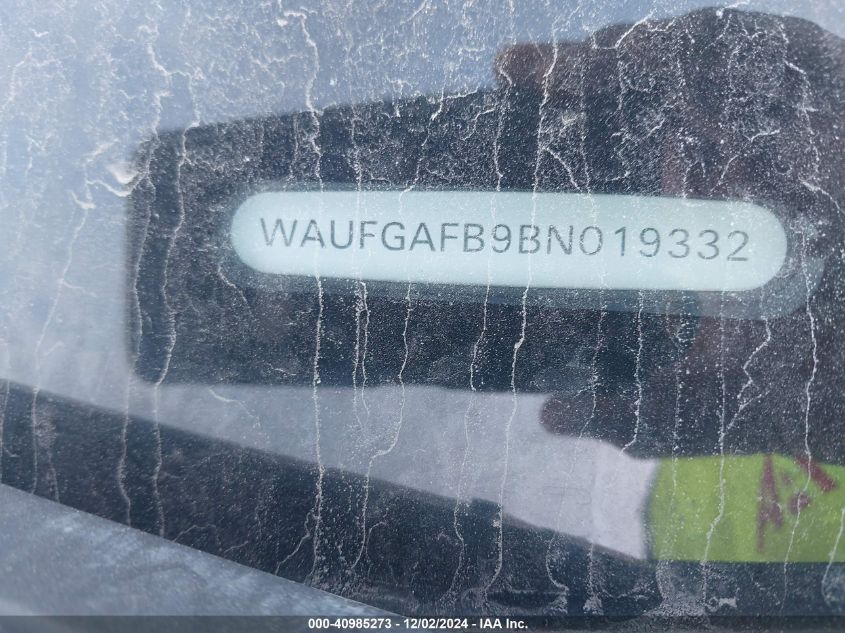 WAUFGAFB9BN019332
000-40985273 - 12/02/2024 - IAA Inc.